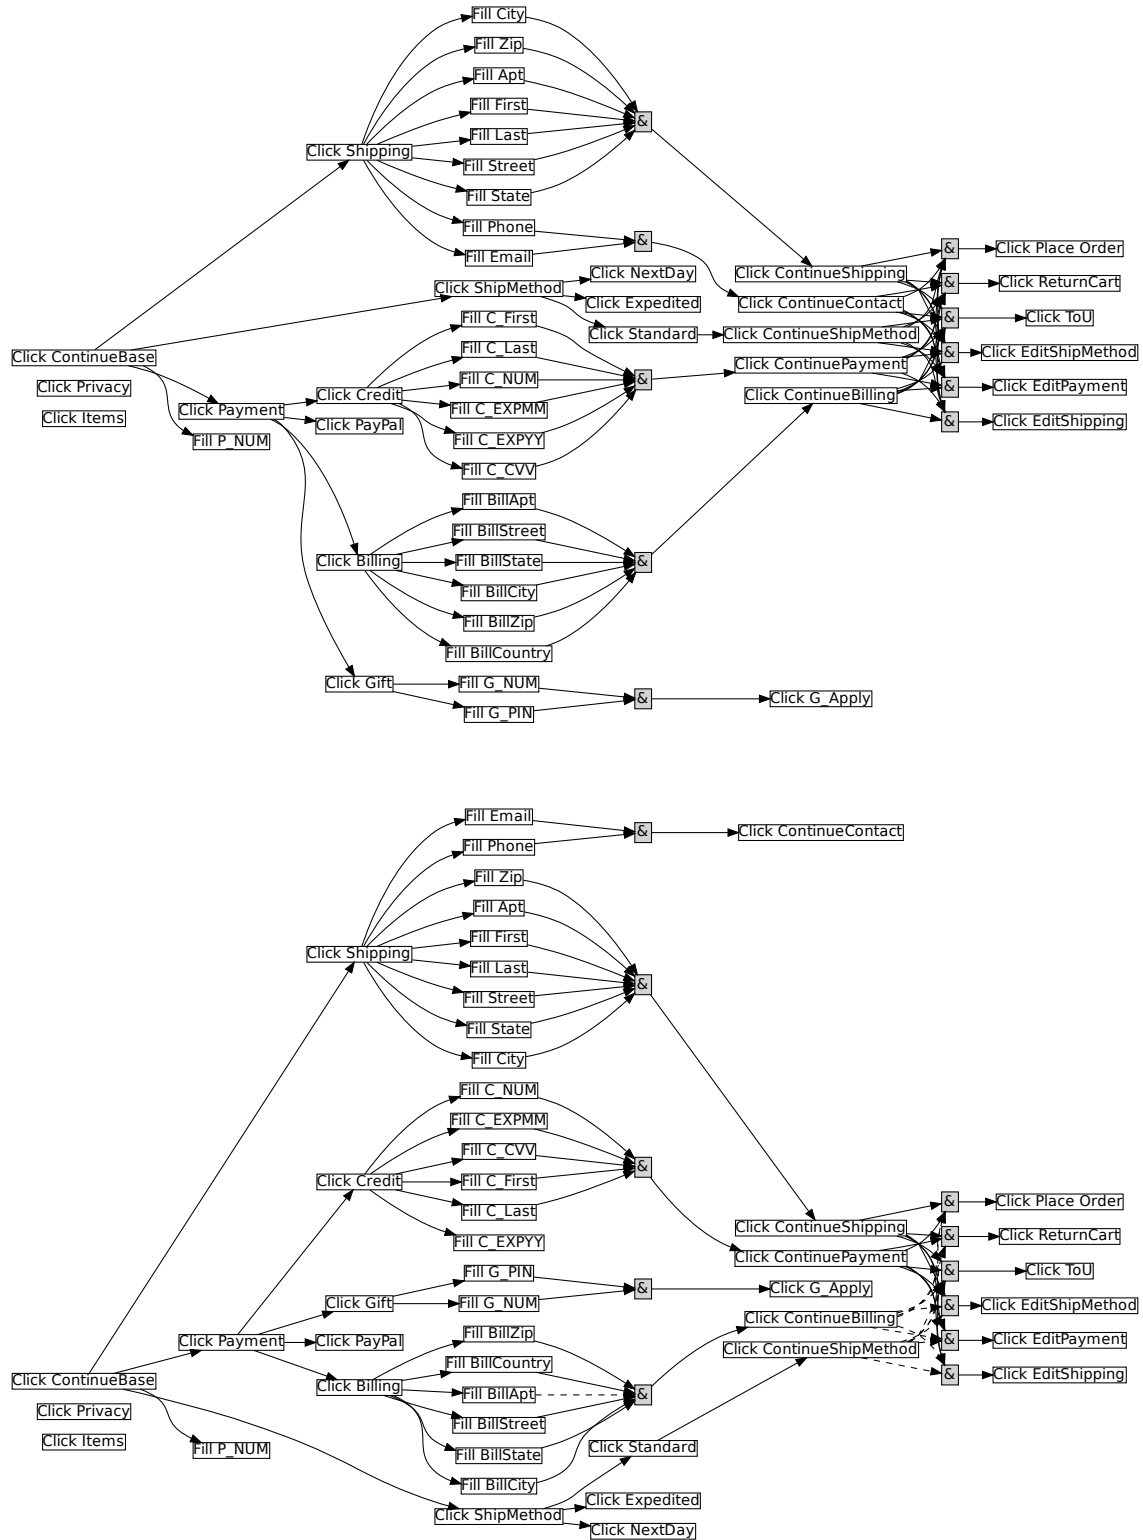 Fill City
Fill Zip
Fill Apt
Fill First
&
Fill Last
Click Shipping
Fill Street
Fill State
Fill Phone
&
Fill Email
&
Click Place Order
Click ShipMethod
Click NextDay
Click ContinueShipping
&
Click ReturnCart
Click Expedited
Click ContinueContact
Fill C_First
&
Click ToU
Click Standard
Click ContinueShipMethod
Fill C_Last
&
Click EditShipMethod
Click ContinueBase
Click ContinuePayment
Fill C_NUM
&
Click Privacy
Click Credit
Click ContinueBilling
&
Click EditPayment
Click Payment
Fill C_EXPMM
Click Items
Click PayPal
&
Click EditShipping
Fill P_NUM
Fill C_EXPYY
Fill C_CVV
Fill BillApt
Fill BillStreet
Click Billing
Fill BillState
&
Fill BillCity
Fill BillZip
Fill BillCountry
Click Gift
Fill G_NUM
&
Click G_Apply
Fill G_PIN
Fill Email
&
Click ContinueContact
Fill Phone
Fill Zip
Fill Apt
Fill First
Click Shipping
Fill Last
&
Fill Street
Fill State
Fill City
Fill C_NUM
Fill C_EXPMM
Fill C_CVV
&
Click Credit
Fill C_First
Fill C_Last
Fill C_EXPYY
&
Click Place Order
Click ContinueShipping
&
Click ReturnCart
Click ContinuePayment
Fill G_PIN
&
Click G_Apply
&
Click ToU
Click Gift
Fill G_NUM
Click ContinueBilling
&
Click EditShipMethod
Click Payment
Click PayPal
Fill BillZip
Click ContinueShipMethod
&
Click EditPayment
Fill BillCountry
&
Click EditShipping
Click ContinueBase
Click Billing
Fill BillApt
&
Click Privacy
Fill BillStreet
Click Items
Fill P_NUM
Fill BillState
Click Standard
Fill BillCity
Click ShipMethod
Click Expedited
Click NextDay